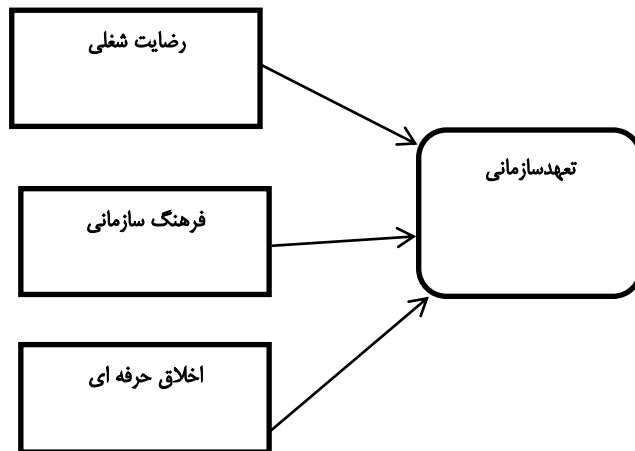 رضایت شغلی
تعهدسازمانی
فرهنگ سازمانی
اخلاق حرفه ای